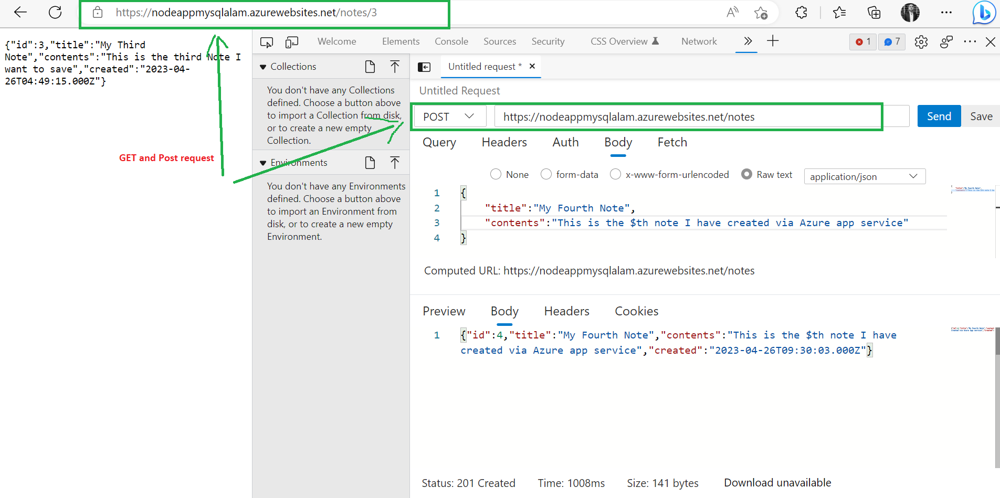 https://nodeappmysqlalam.azurewebsites.net/notes/3
{"id":3,"title":"My Third
Note","contents":"This is the third Note I
want to save","created":"2023-04-
26T04:49:15.000Z"}
GET and Post request
Welcome Elements Console Sources Security CSS Overview Network 1 7
Collections
You don't have any Collections
defined. Choose a button above
to import a Collection from disk,
or to create a new empty
Collection.
Environments
You don't have any Environments
defined. Choose a button above
to import an Environment from
disk, or to create a new empty
Environment.
Untitled request *
Untitled Request
POST https://nodeappmysqlalam.azurewebsites.net/notes Send Save
Query Headers Auth Body Fetch
None form-data x-www-form-urlencoded Raw text application/json
1 {
2 "title":"My Fourth Note",
3 "contents":"This is the $th note I have created via Azure app service"
4 }
Computed URL: https://nodeappmysqlalam.azurewebsites.net/notes
Preview Body Headers Cookies
1 {"id":4,"title":"My Fourth Note","contents":"This is the $th note I have
created via Azure app service","created":"2023-04-26T09:30:03.000Z"}
Status: 201 Created Time: 1008ms Size: 141 bytes Download unavailable